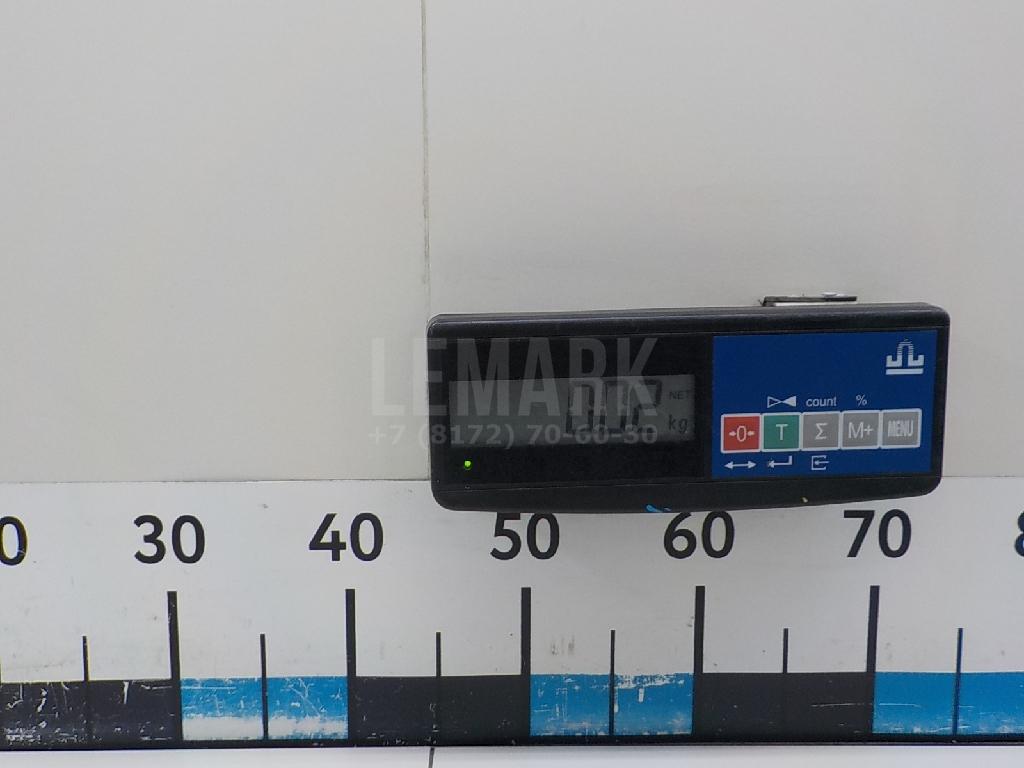 LEMARK
+7 (8172) 70-60-30
NET
kg
count %
→0←
T
Σ
M+
MENU
30 40 50 60 70